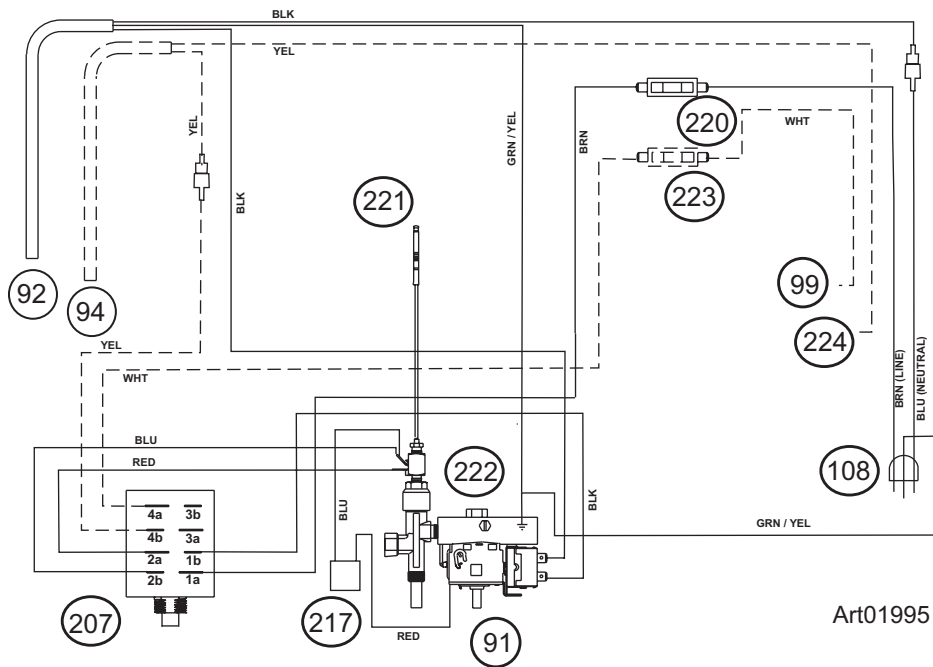 BLK
YEL
YEL
BLK
GRN / YEL
BRN
220
WHT
223
221
92
94
99
224
YEL
WHT
BRN (LINE)
BLU (NEUTRAL)
BLU
RED
222
108
BLU
BLK
GRN / YEL
4a 3b
4b 3a
2a 1b
2b 1a
207
217
RED
91
Art01995